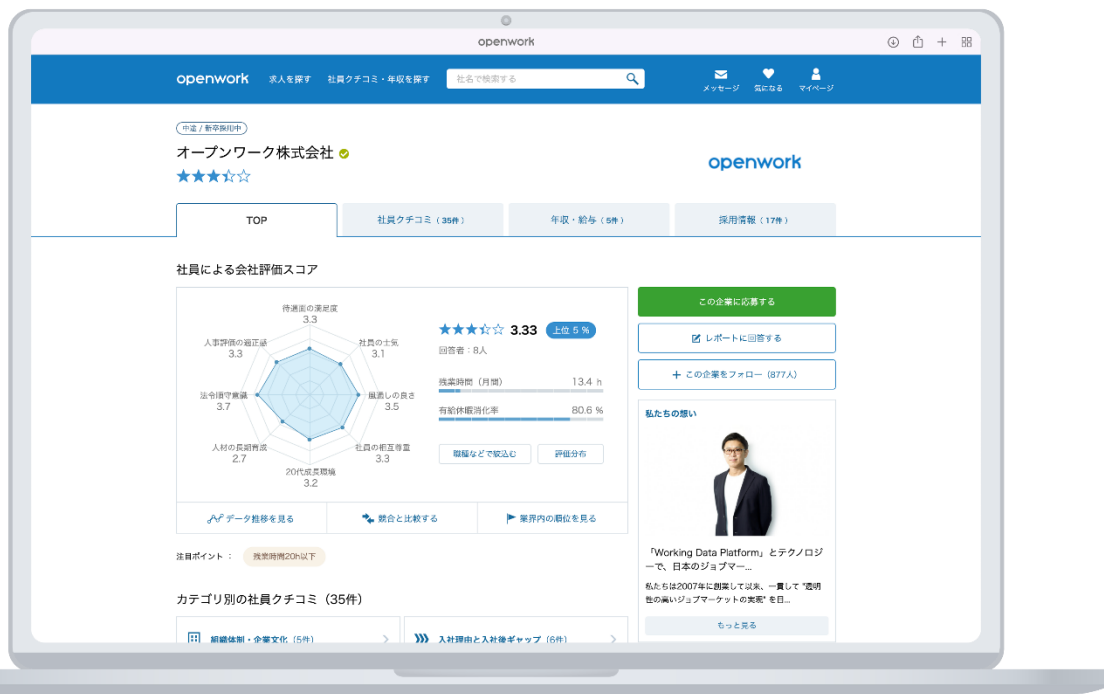 openwork
openwork 求人を探す 社員クチコミ・年収を探す 社名で検索する メッセージ 気になる マイページ
中途 / 新卒採用中
オープンワーク株式会社
openwork
TOP 社員クチコミ（35件） 年収・給与（5件） 採用情報（17件）
社員による会社評価スコア
待遇面の満足度
3.3
社員の士気
3.1
風通しの良さ
3.5
社員の相互尊重
3.3
20代成長環境
3.2
人材の長期育成
2.7
法令順守意識
3.7
人事評価の適正感
3.3
3.33 上位 5 %
回答者：8人
残業時間（月間） 13.4 h
有給休暇消化率 80.6 %
職種などで絞込む 評価分布
データ推移を見る 競合と比較する 業界内の順位を見る
注目ポイント ： 残業時間20h以下
カテゴリ別の社員クチコミ（35件）
組織体制・企業文化（5件） 入社理由と入社後ギャップ（6件）
この企業に応募する
レポートに回答する
+ この企業をフォロー（877人）
私たちの想い
「Working Data Platform」とテクノロジ
ーで、日本のジョブマー...
私たちは2007年に創業して以来、一貫して "透明
性の高いジョブマーケットの実現" を目...
もっと見る